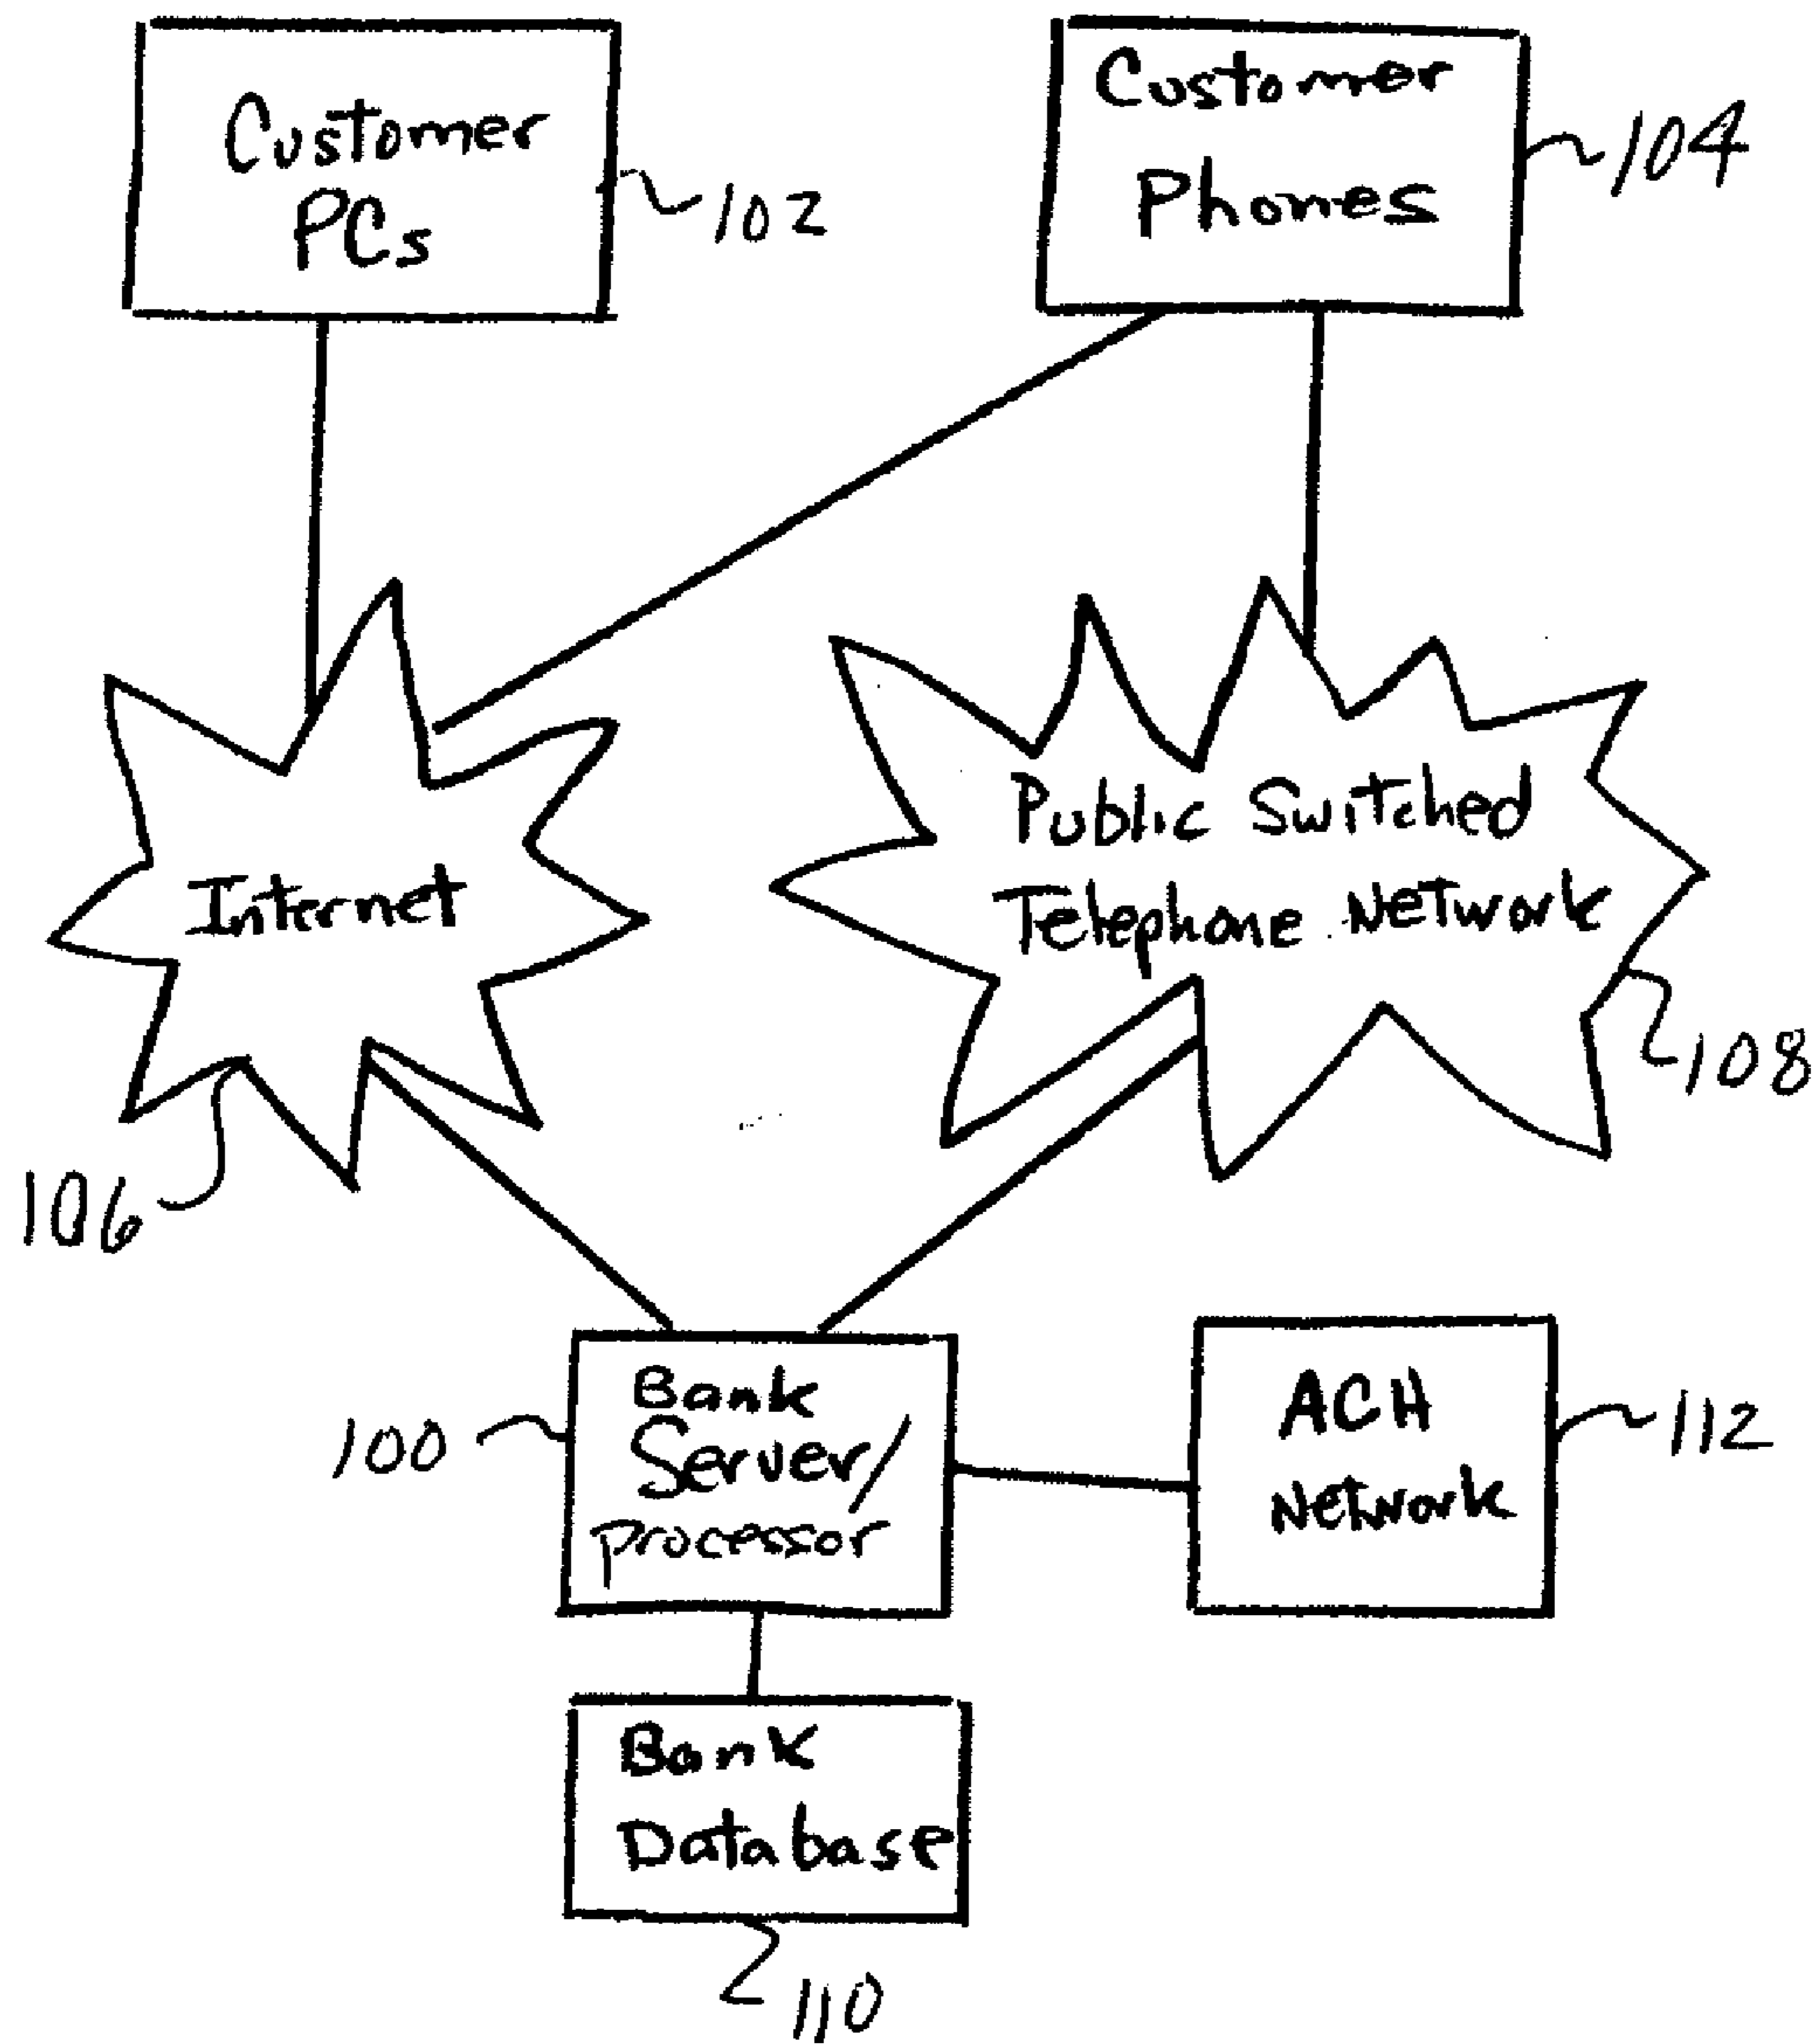 Customer
PCs
102
Customer
Phones
104
Internet
106
Public Switched
Telephone Network
108
Bank
Server/
processor
100
ACH
Network
112
Bank
Database
110